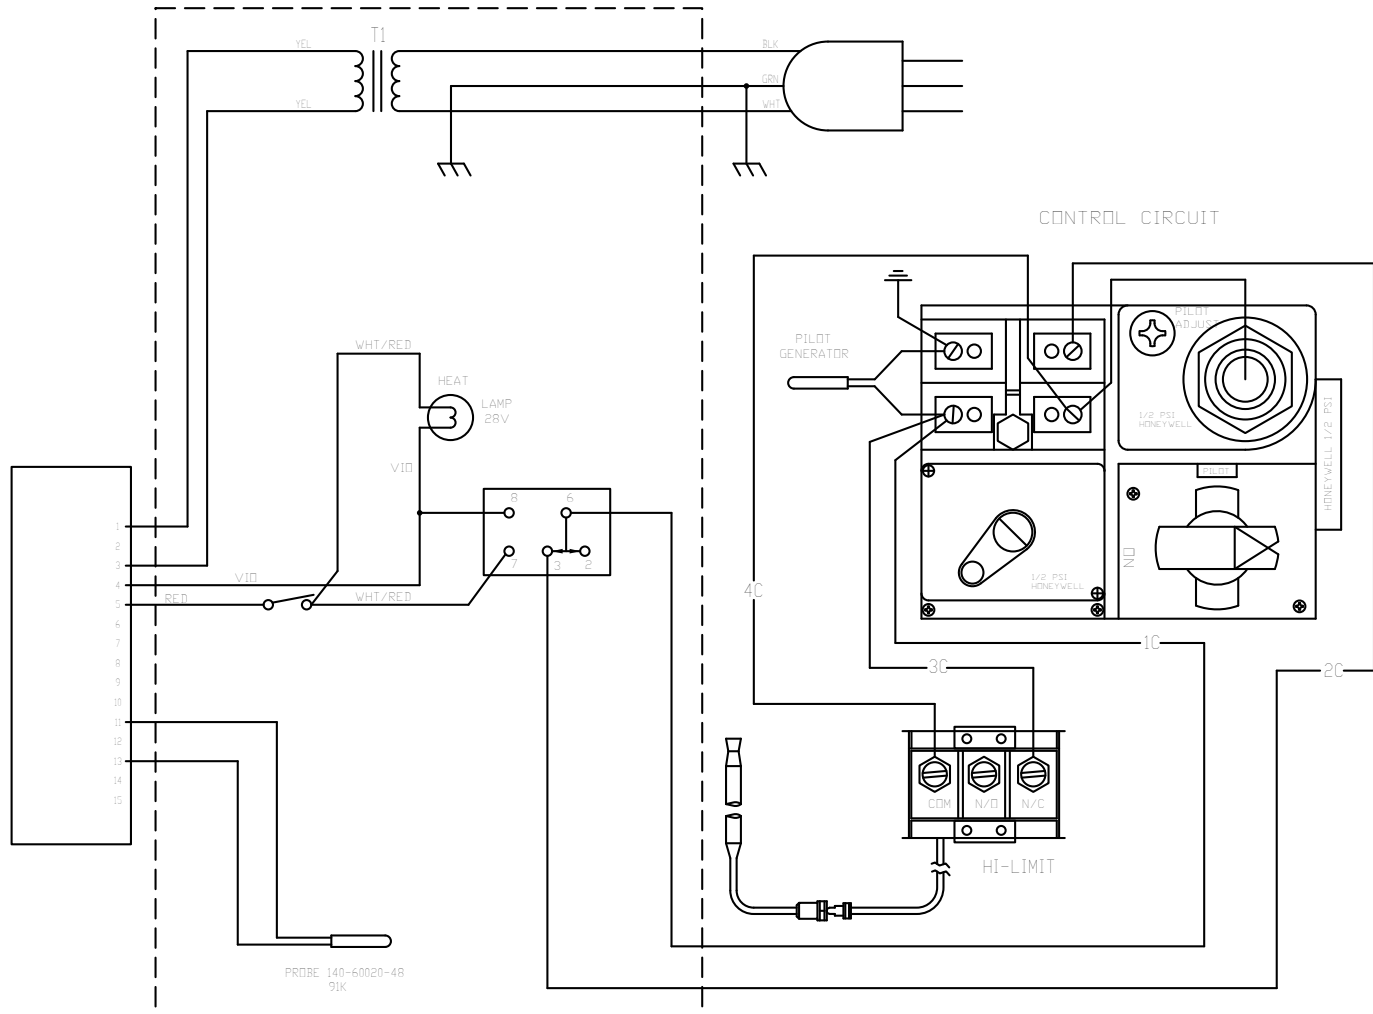 T1
YEL
BLK
GRN
YEL
WHT
CONTROL CIRCUIT
PILOT
ADJUST
PILOT
GENERATOR
WHT/RED
HEAT
LAMP
28V
1/2 PSI
HONEYWELL
HONEYWELL 1/2 PSI
VIO
PILOT
8
6
7
3
2
ON
VIO
RED
WHT/RED
1/2 PSI
HONEYWELL
4C
1C
3C
2C
1
2
3
4
5
6
7
8
9
10
11
12
13
14
15
COM
N/O
N/C
HI-LIMIT
PROBE 140-60020-48
91K